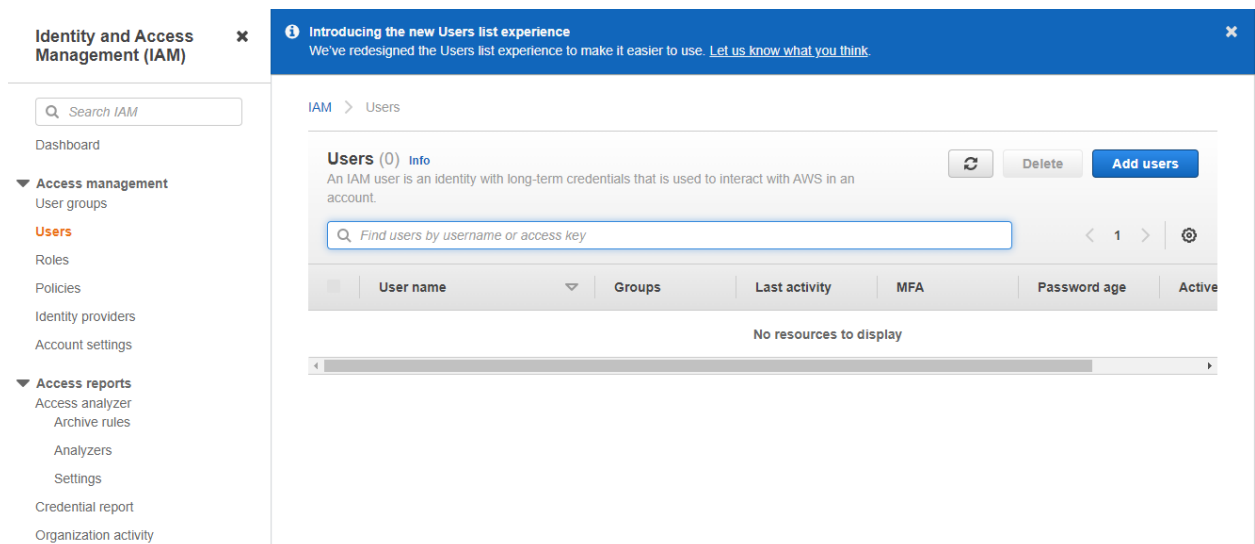 Identity and Access
Management (IAM)
Search IAM
Dashboard
Access management
User groups
Users
Roles
Policies
Identity providers
Account settings
Access reports
Access analyzer
Archive rules
Analyzers
Settings
Credential report
Organization activity
Introducing the new Users list experience
We've redesigned the Users list experience to make it easier to use. Let us know what you think.
IAM > Users
Users (0) Info
Delete
Add users
An IAM user is an identity with long-term credentials that is used to interact with AWS in an
account.
Find users by username or access key
< 1 >
User name Groups Last activity MFA Password age Active
No resources to display